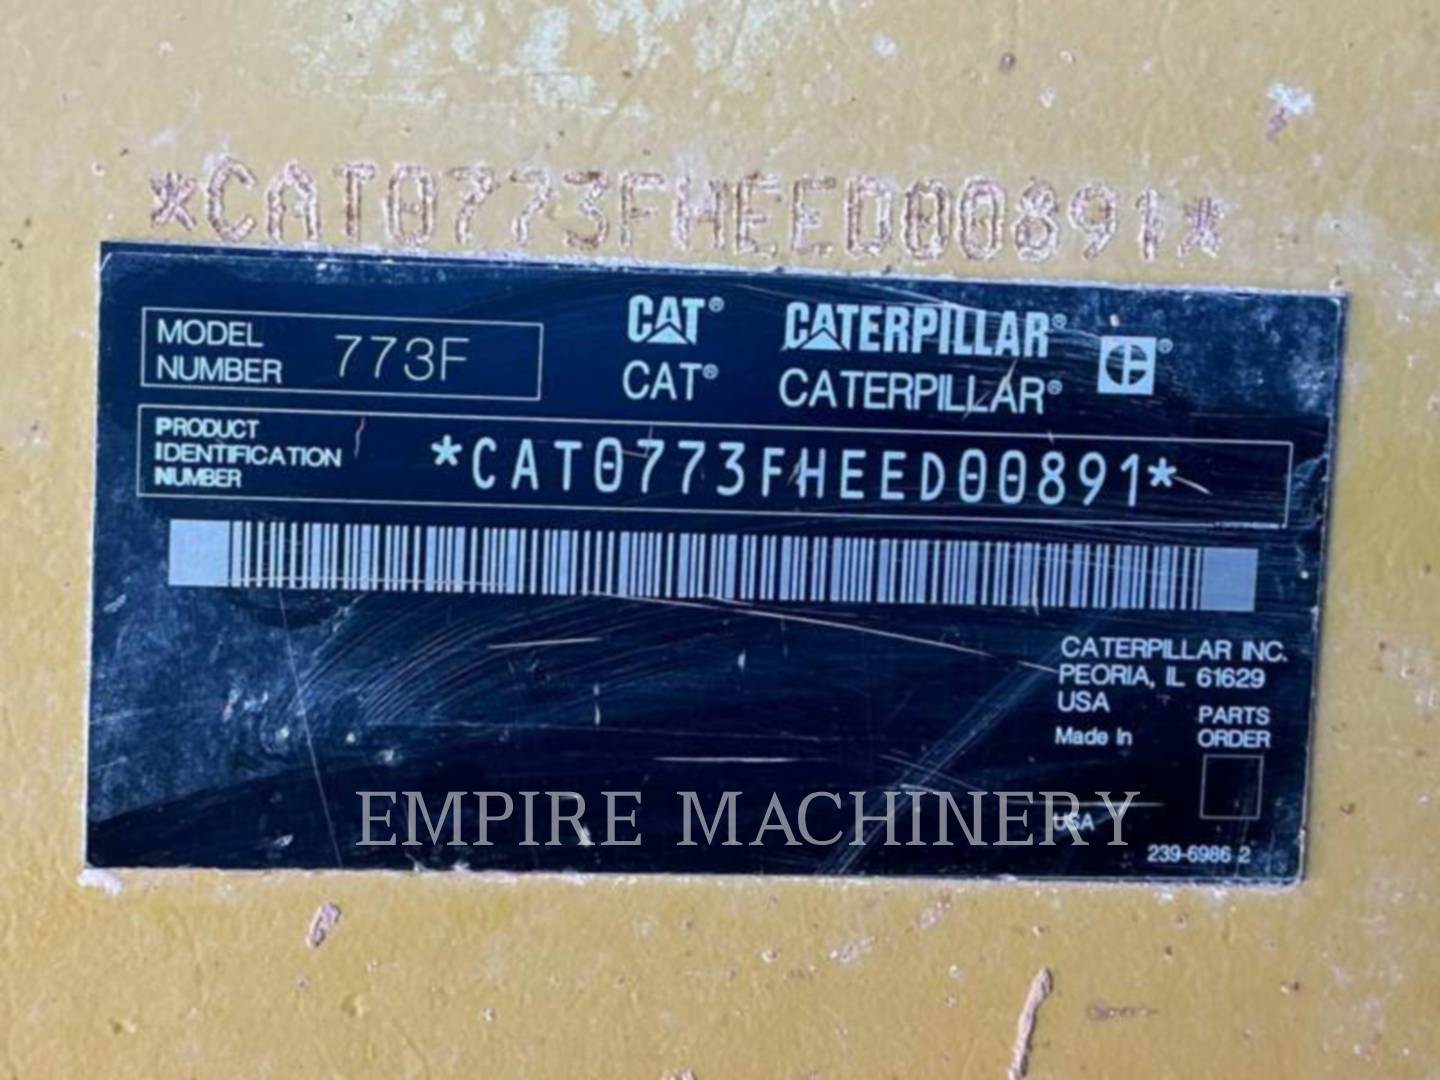 *CAT0773FHEED00891*
MODEL NUMBER 773F
CAT® CATERPILLAR®
CAT® CATERPILLAR®
PRODUCT IDENTIFICATION NUMBER *CAT0773FHEED00891*
CATERPILLAR INC.
PEORIA, IL 61629
USA
Made In
PARTS ORDER
EMPIRE MACHINERY
USA
239-6986 2